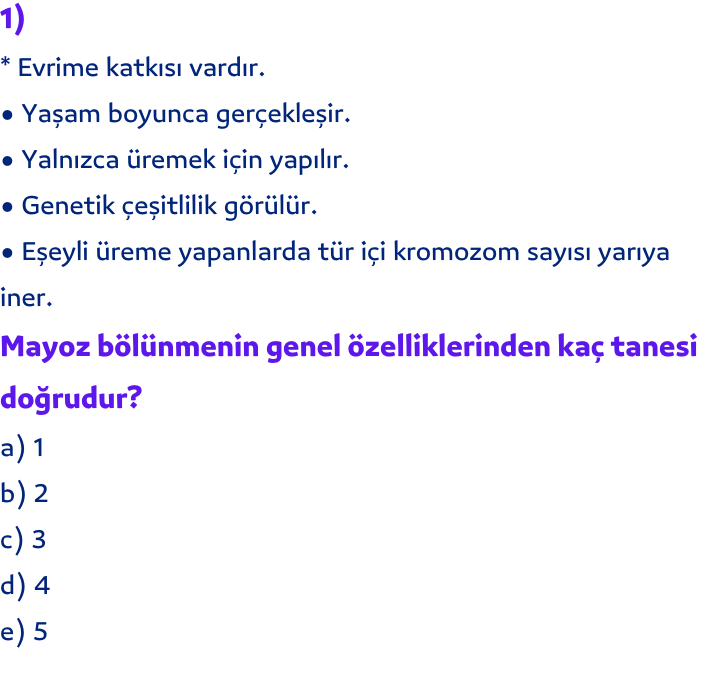 1)
* Evrime katkısı vardır.
• Yaşam boyunca gerçekleşir.
• Yalnızca üremek için yapılır.
• Genetik çeşitlilik görülür.
• Eşeyli üreme yapanlarda tür içi kromozom sayısı yarıya
iner.
Mayoz bölünmenin genel özelliklerinden kaç tanesi
doğrudur?
a) 1
b) 2
c) 3
d) 4
e) 5